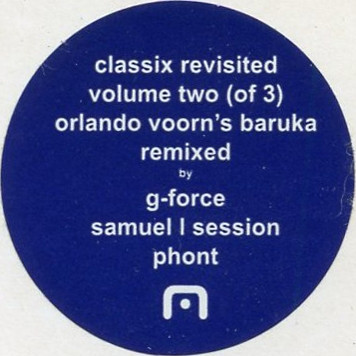 classix revisited
volume two (of 3)
orlando voorn's baruka
remixed
by
g-force
samuel l session
phont